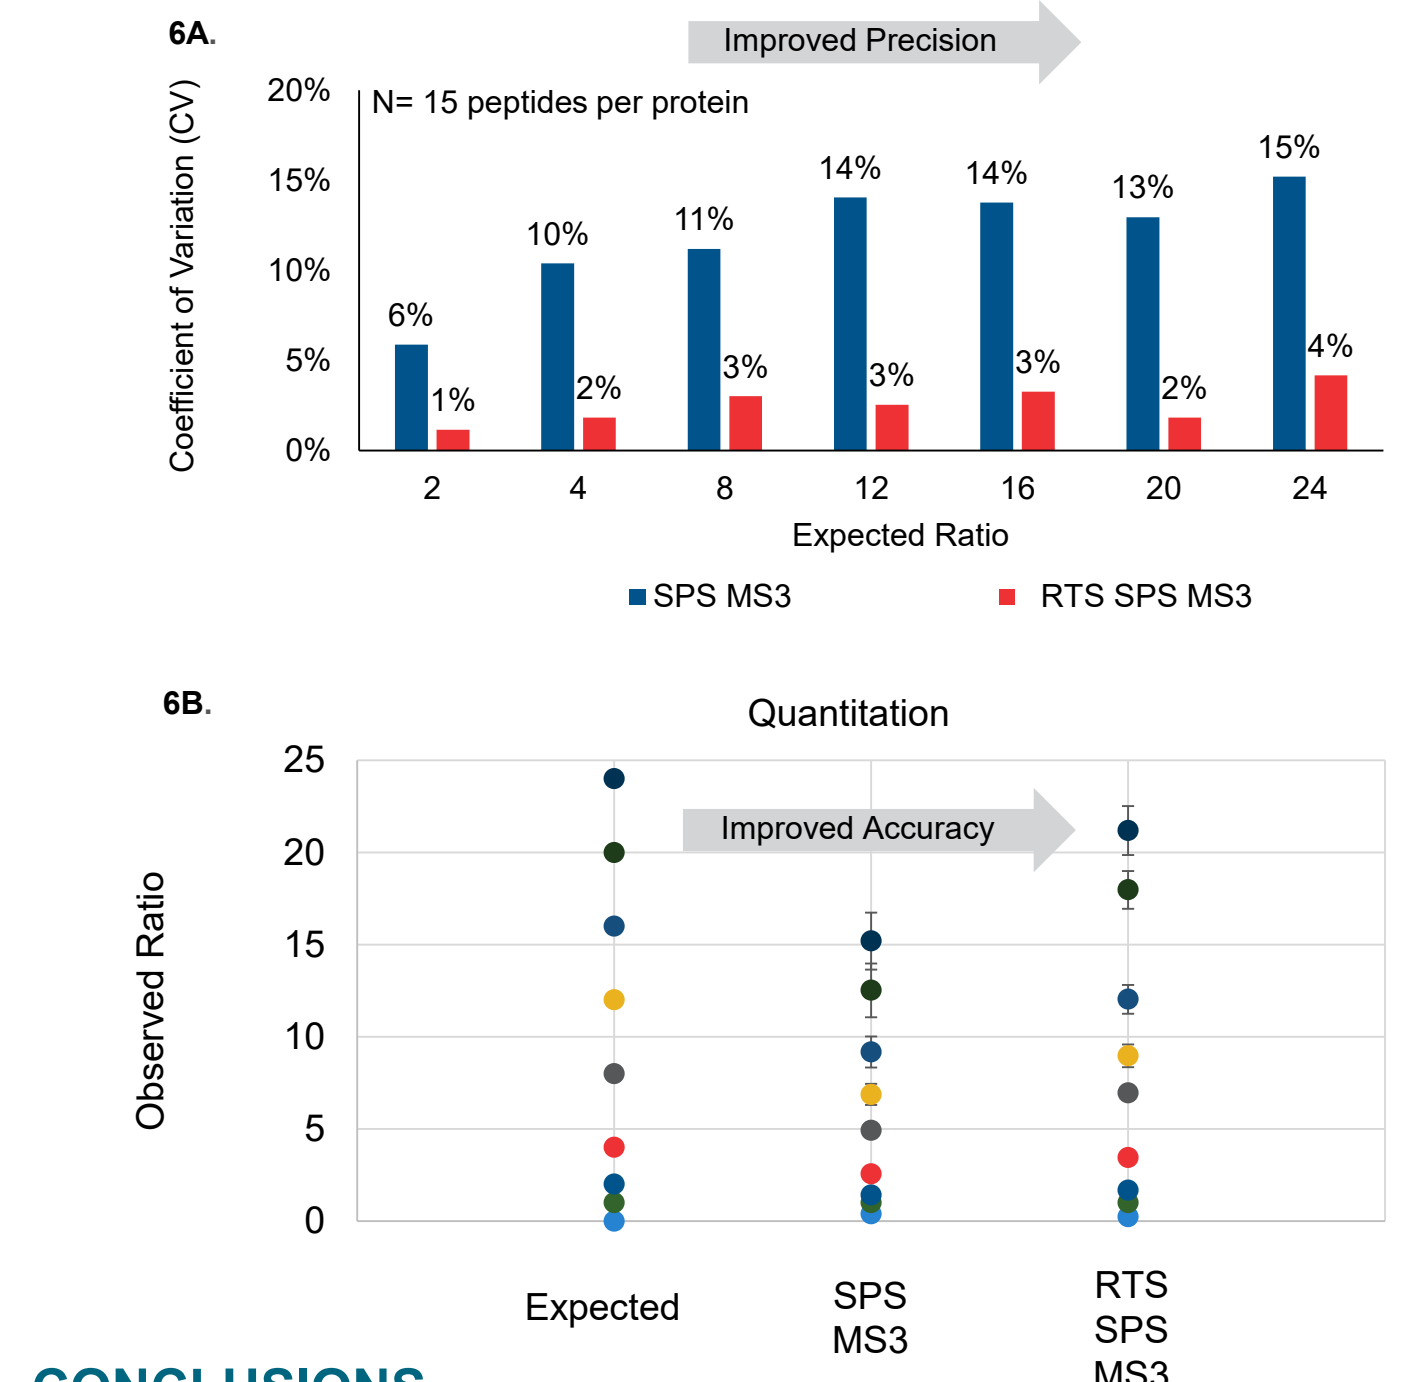 6A.
Improved Precision
Coefficient of Variation (CV)
20%
15%
10%
5%
0%
N= 15 peptides per protein
6%
1%
10%
2%
11%
3%
14%
3%
14%
3%
13%
2%
15%
4%
2 4 8 12 16 20 24
Expected Ratio
SPS MS3 RTS SPS MS3
6B.
Quantitation
Improved Accuracy
Observed Ratio
25
20
15
10
5
0
Expected
SPS
MS3
RTS
SPS
MS3
CONCLUSIONS